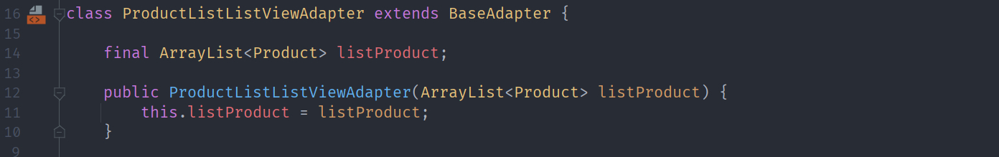 16 class ProductListListViewAdapter extends BaseAdapter {
15
14 final ArrayList<Product> listProduct;
13
12 public ProductListListViewAdapter(ArrayList<Product> listProduct) {
11 this.listProduct = listProduct;
10 }
9